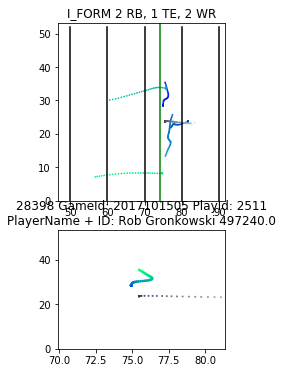 I_FORM 2 RB, 1 TE, 2 WR
50
40
30
20
10
0
50 60 70 80 90
28398 GameId: 2017101505 PlayId: 2511
PlayerName + ID: Rob Gronkowski 497240.0
40
20
0
70.0 72.5 75.0 77.5 80.0